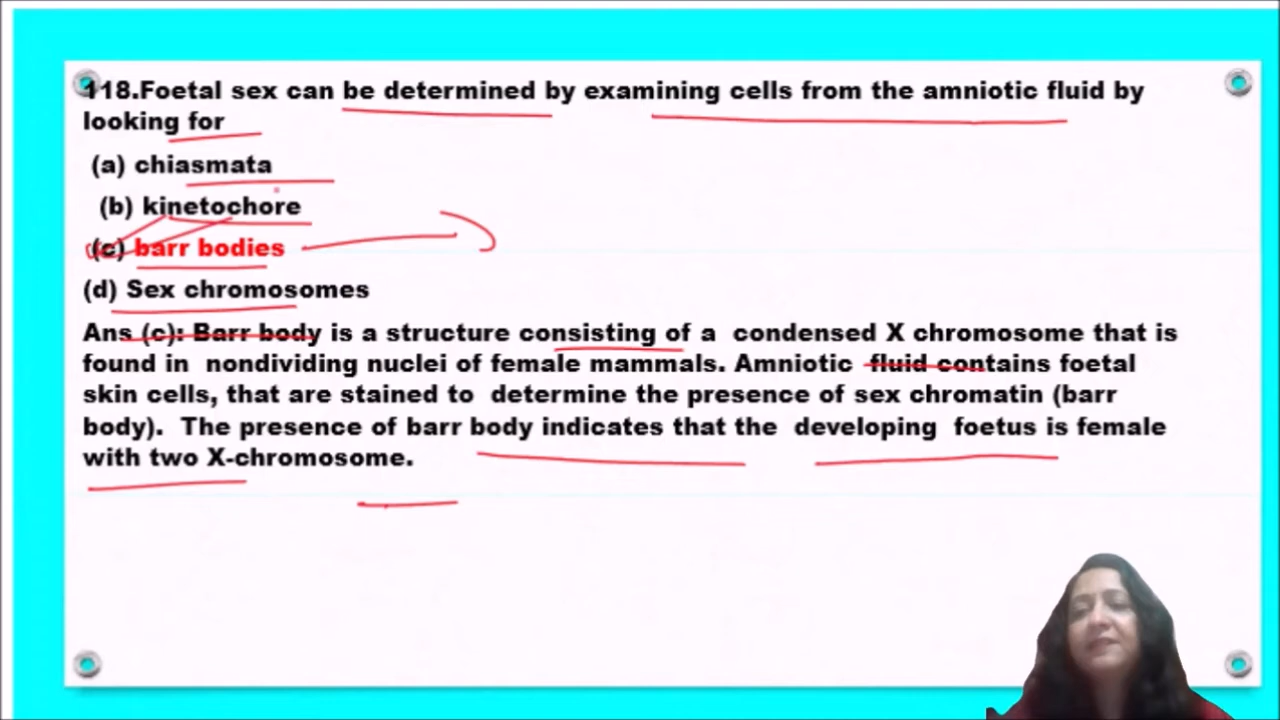 118.Foetal sex can be determined by examining cells from the amniotic fluid by
looking for
(a) chiasmata
(b) kinetochore
(c) barr bodies
(d) Sex chromosomes
Ans (c): Barr body is a structure consisting of a condensed X chromosome that is
found in nondividing nuclei of female mammals. Amniotic fluid contains foetal
skin cells, that are stained to determine the presence of sex chromatin (barr
body). The presence of barr body indicates that the developing foetus is female
with two X-chromosome.